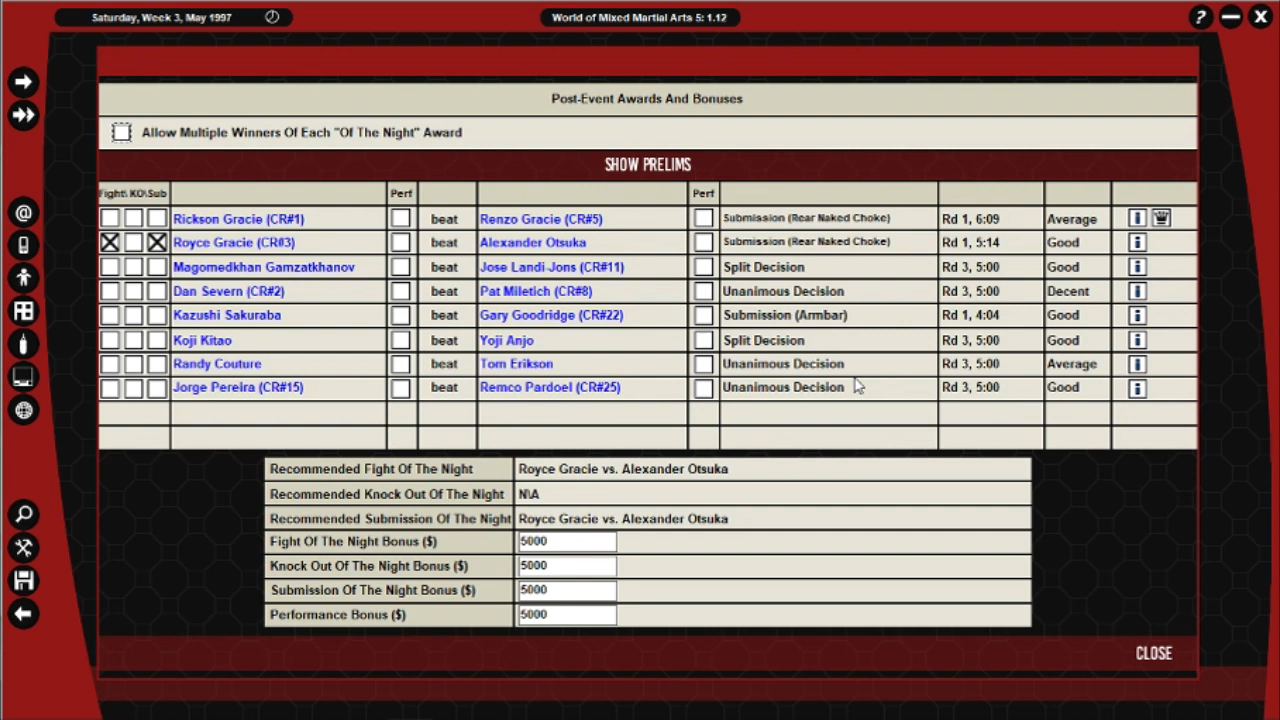 Saturday, Week 3, May 1997
World of Mixed Martial Arts 5: 1.12
?
X
Post-Event Awards And Bonuses
Allow Multiple Winners Of Each "Of The Night" Award
SHOW PRELIMS
Fight\ KO\Sub Perf Perf
Rickson Gracie (CR#1) beat Renzo Gracie (CR#5) Submission (Rear Naked Choke) Rd 1, 6:09 Average i
Royce Gracie (CR#3) beat Alexander Otsuka Submission (Rear Naked Choke) Rd 1, 5:14 Good i
Magomedkhan Gamzatkhanov beat Jose Landi-Jons (CR#11) Split Decision Rd 3, 5:00 Good i
Dan Severn (CR#2) beat Pat Miletich (CR#8) Unanimous Decision Rd 3, 5:00 Decent i
Kazushi Sakuraba beat Gary Goodridge (CR#22) Submission (Armbar) Rd 1, 4:04 Good i
Koji Kitao beat Yoji Anjo Split Decision Rd 3, 5:00 Good i
Randy Couture beat Tom Erikson Unanimous Decision Rd 3, 5:00 Average i
Jorge Pereira (CR#15) beat Remco Pardoel (CR#25) Unanimous Decision Rd 3, 5:00 Good i
Recommended Fight Of The Night Royce Gracie vs. Alexander Otsuka
Recommended Knock Out Of The Night N\A
Recommended Submission Of The Night Royce Gracie vs. Alexander Otsuka
Fight Of The Night Bonus ($) 5000
Knock Out Of The Night Bonus ($) 5000
Submission Of The Night Bonus ($) 5000
Performance Bonus ($) 5000
CLOSE